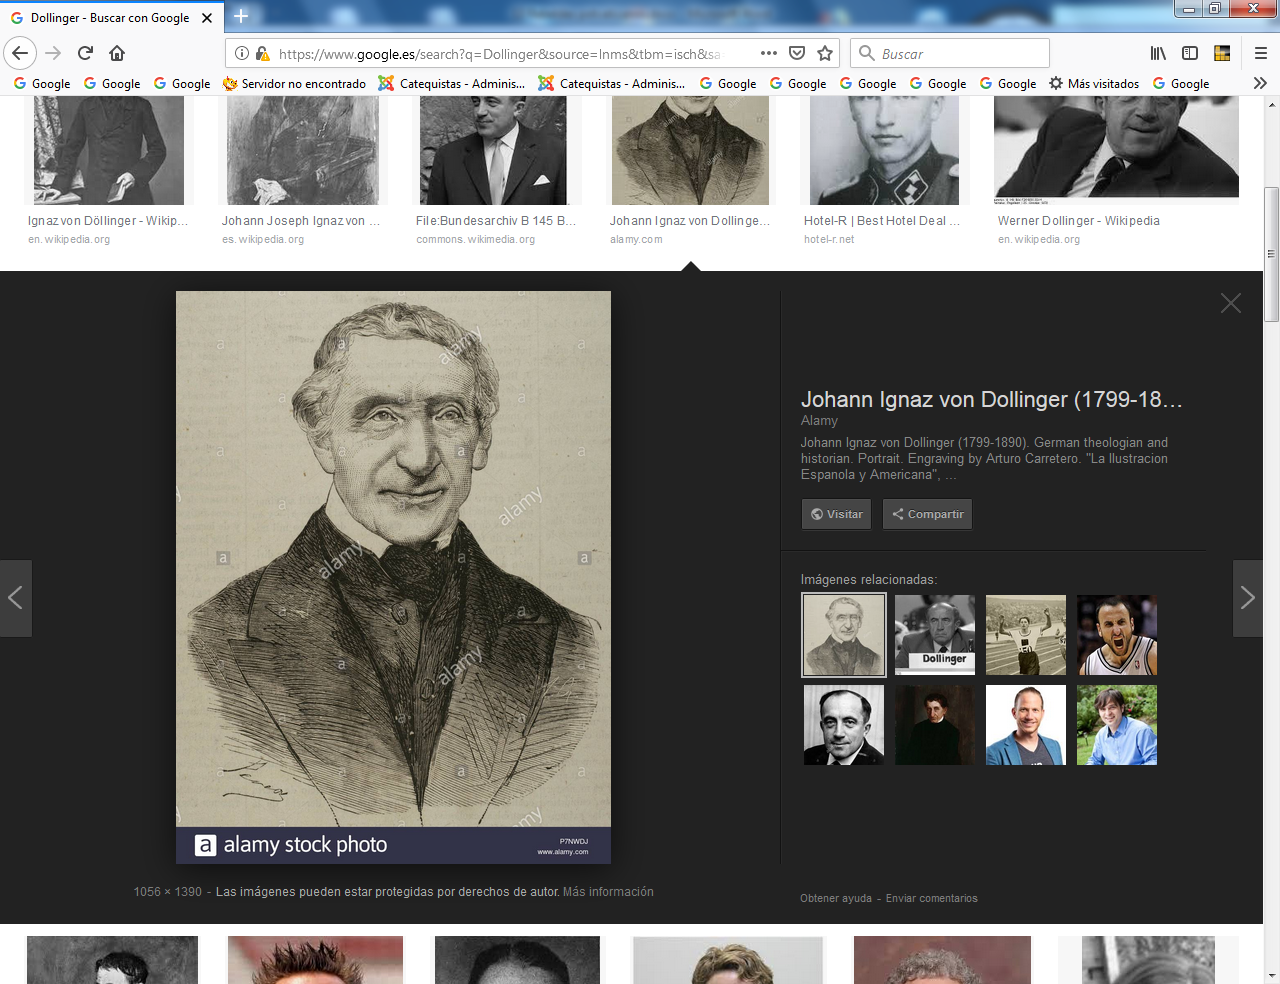 Dollinger - Buscar con Google
https://www.google.es/search?q=Dollinger&source=lnms&tbm=isch&sa
Buscar
Google
Google
Google
Servidor no encontrado
Catequistas - Adminis...
Catequistas - Adminis...
Google
Google
Google
Google
Google
Más visitados
Google
Ignaz von Döllinger - Wikip...
en.wikipedia.org
Johann Joseph Ignaz von ...
es.wikipedia.org
File:Bundesarchiv B 145 B...
commons.wikimedia.org
Johann Ignaz von Dollinge...
alamy.com
Hotel-R | Best Hotel Deal ...
hotel-r.net
Werner Dollinger - Wikipedia
en.wikipedia.org
alamy
alamy
alamy
alamy
a alamy stock photo
P7NWDJ
www.alamy.com
1056 × 1390 - Las imágenes pueden estar protegidas por derechos de autor. Más información
Johann Ignaz von Dollinger (1799-18...
Alamy
Johann Ignaz von Dollinger (1799-1890). German theologian and
historian. Portrait. Engraving by Arturo Carretero. "La Ilustracion
Espanola y Americana", ...
Visitar
Compartir
Imágenes relacionadas:
Dollinger
Obtener ayuda - Enviar comentarios